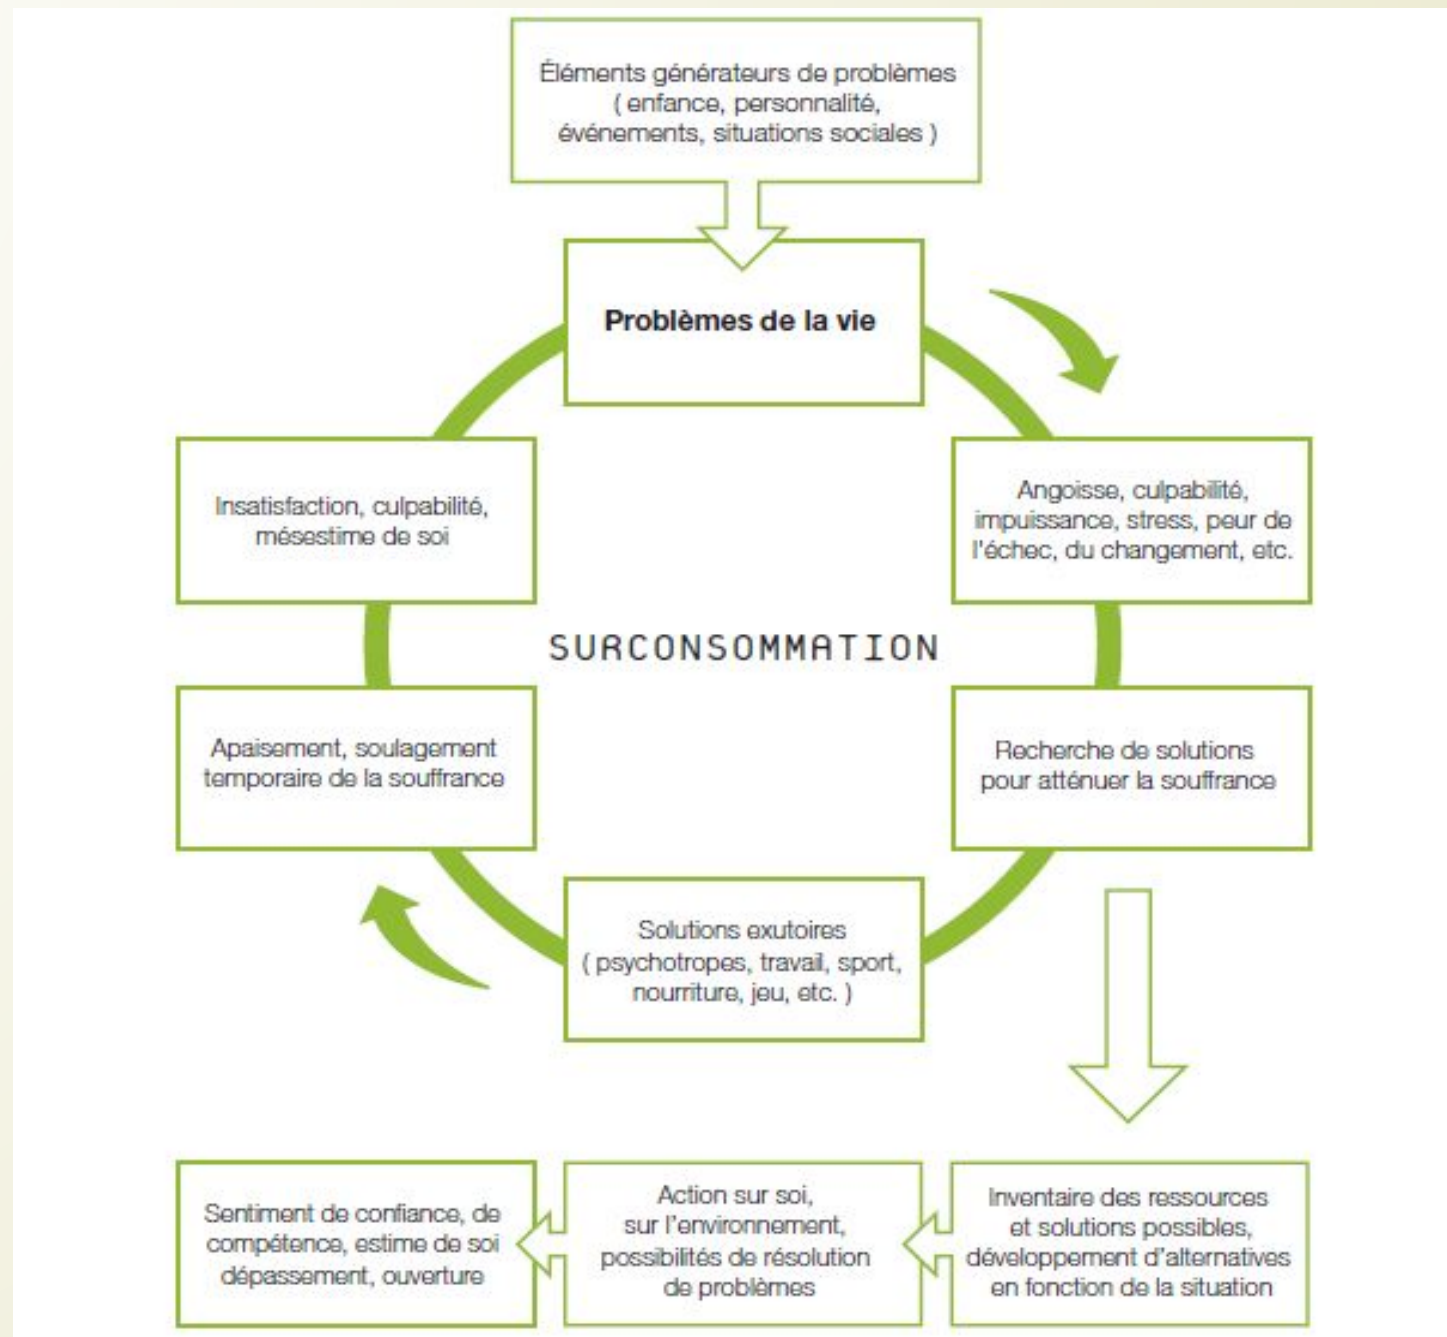 Éléments générateurs de problèmes
( enfance, personnalité,
événements, situations sociales )
Problèmes de la vie
Angoisse, culpabilité,
impuissance, stress, peur de
l'échec, du changement, etc.
Recherche de solutions
pour atténuer la souffrance
Solutions exutoires
( psychotropes, travail, sport,
nourriture, jeu, etc. )
Apaisement, soulagement
temporaire de la souffrance
Insatisfaction, culpabilité,
mésestime de soi
SURCONSOMMATION
Inventaire des ressources
et solutions possibles,
développement d'alternatives
en fonction de la situation
Action sur soi,
sur l'environnement,
possibilités de résolution
de problèmes
Sentiment de confiance, de
compétence, estime de soi
dépassement, ouverture